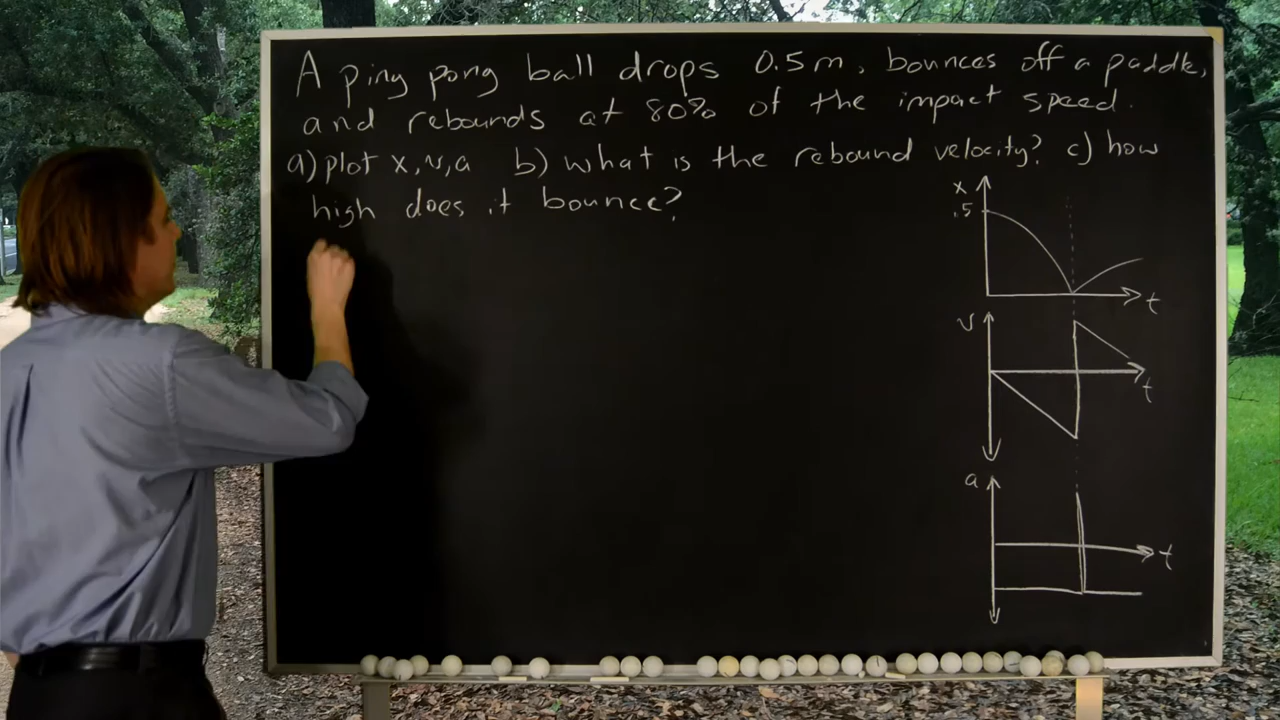 A ping pong ball drops 0.5m, bounces off a paddle,
and rebounds at 80% of the impact speed.
a) plot x, v, a b) what is the rebound velocity? c) how
high does it bounce?
x
.5
t
v
t
a
t